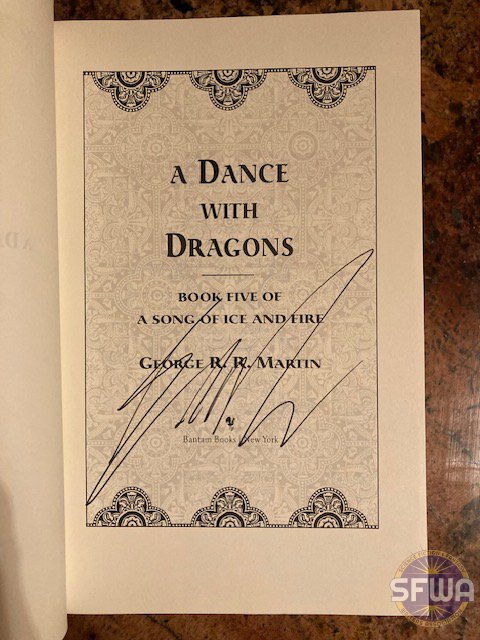 A DANCE
WITH
DRAGONS
BOOK FIVE OF
A SONG OF ICE AND FIRE
GEORGE R. R. MARTIN
Bantam Books New York
SFWA